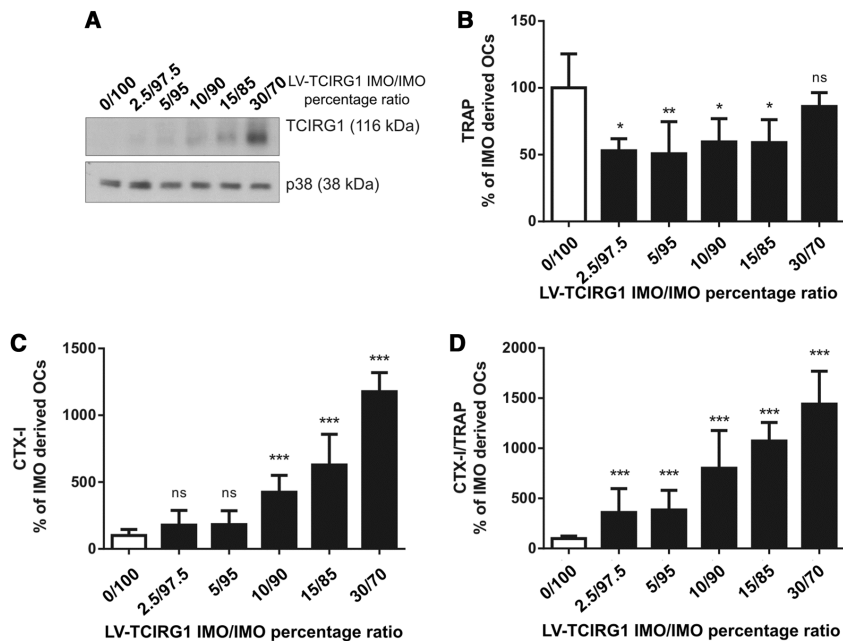 A
0/100
2.5/97.5
5/95
10/90
15/85
30/70
LV-TCIRG1 IMO/IMO
percentage ratio
TCIRG1 (116 kDa)
p38 (38 kDa)
B
TRAP
% of IMO derived OCs
150
100
50
0
*
**
*
*
ns
0/100
2.5/97.5
5/95
10/90
15/85
30/70
LV-TCIRG1 IMO/IMO percentage ratio
C
CTX-I
% of IMO derived OCs
1500
1000
500
0
ns
ns
***
***
***
0/100
2.5/97.5
5/95
10/90
15/85
30/70
LV-TCIRG1 IMO/IMO percentage ratio
D
CTX-I/TRAP
% of IMO derived OCs
2000
1500
1000
500
0
***
***
***
***
***
0/100
2.5/97.5
5/95
10/90
15/85
30/70
LV-TCIRG1 IMO/IMO percentage ratio